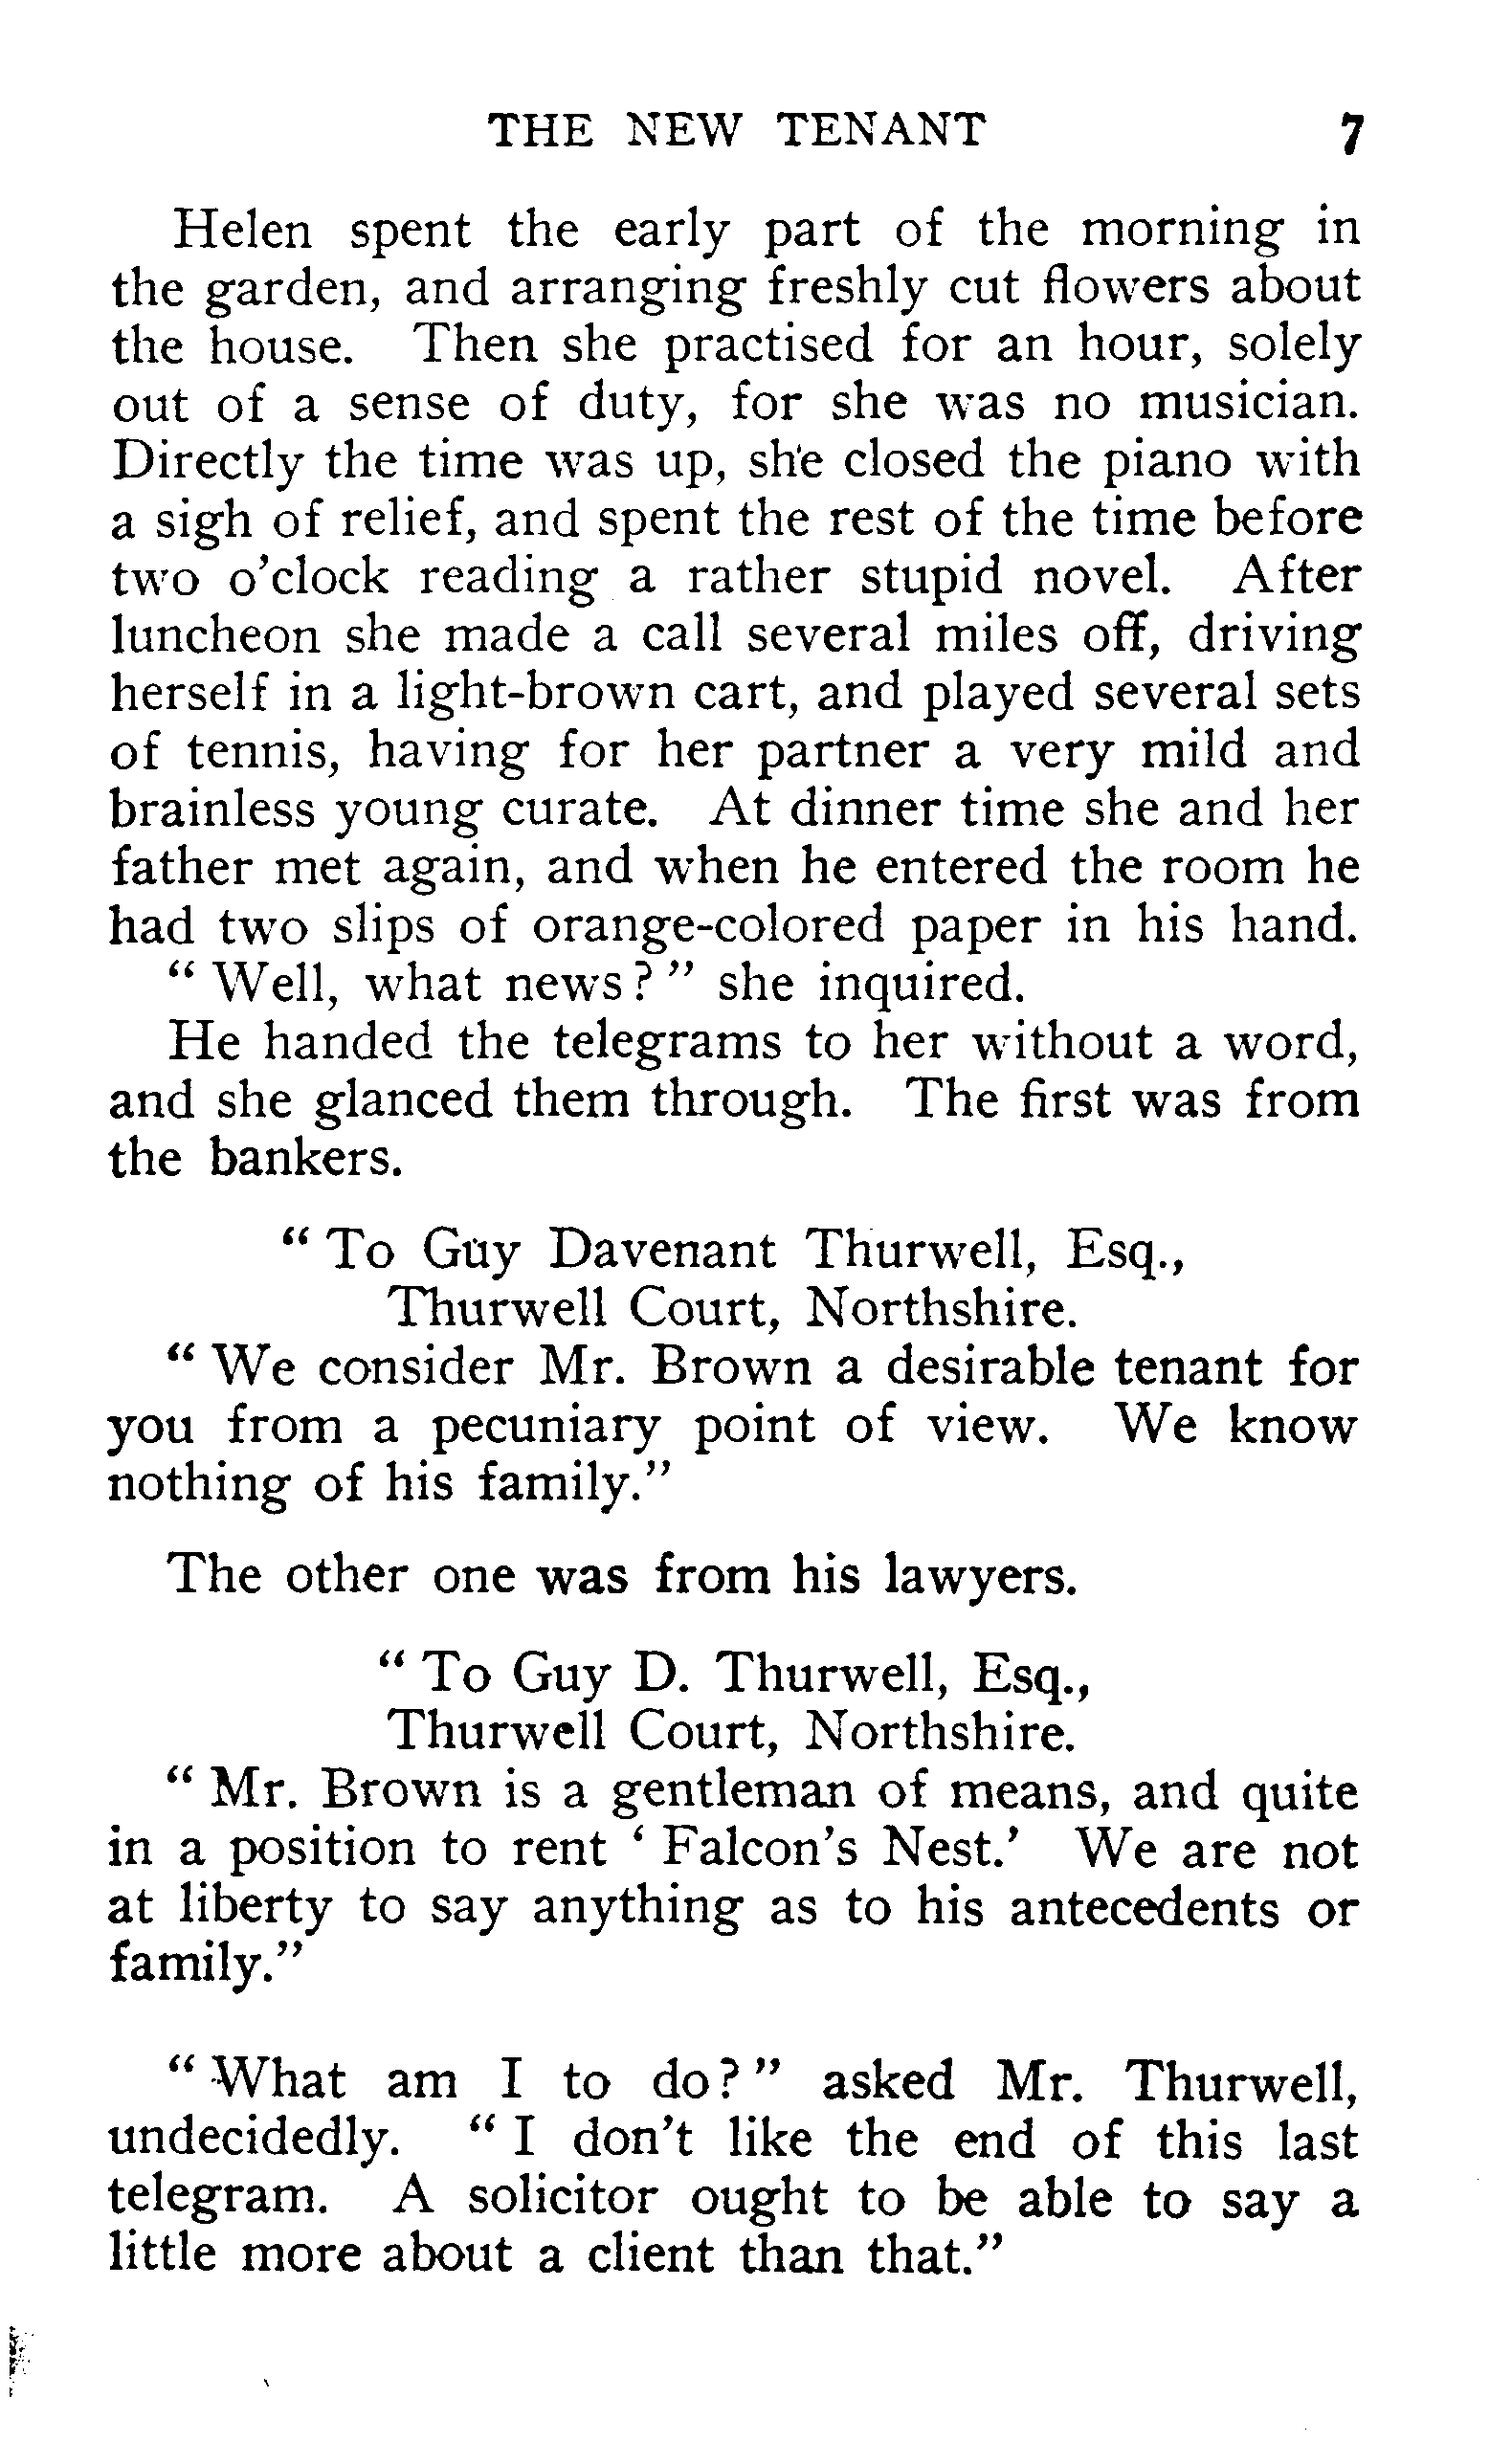 THE NEW TENANT 7
Helen spent the early part of the morning in
the garden, and arranging freshly cut flowers about
the house. Then she practised for an hour, solely
out of a sense of duty, for she was no musician.
Directly the time was up, she closed the piano with
a sigh of relief, and spent the rest of the time before
two o'clock reading a rather stupid novel. After
luncheon she made a call several miles off, driving
herself in a light-brown cart, and played several sets
of tennis, having for her partner a very mild and
brainless young curate. At dinner time she and her
father met again, and when he entered the room he
had two slips of orange-colored paper in his hand.
“ Well, what news ? ” she inquired.
He handed the telegrams to her without a word,
and she glanced them through. The first was from
the bankers.
“ To Guy Davenant Thurwell, Esq.,
Thurwell Court, Northshire.
“ We consider Mr. Brown a desirable tenant for
you from a pecuniary point of view. We know
nothing of his family.”
The other one was from his lawyers.
“ To Guy D. Thurwell, Esq.,
Thurwell Court, Northshire.
“ Mr. Brown is a gentleman of means, and quite
in a position to rent ‘ Falcon's Nest.’ We are not
at liberty to say anything as to his antecedents or
family.”
“ What am I to do ? ” asked Mr. Thurwell,
undecidedly. “ I don't like the end of this last
telegram. A solicitor ought to be able to say a
little more about a client than that.”